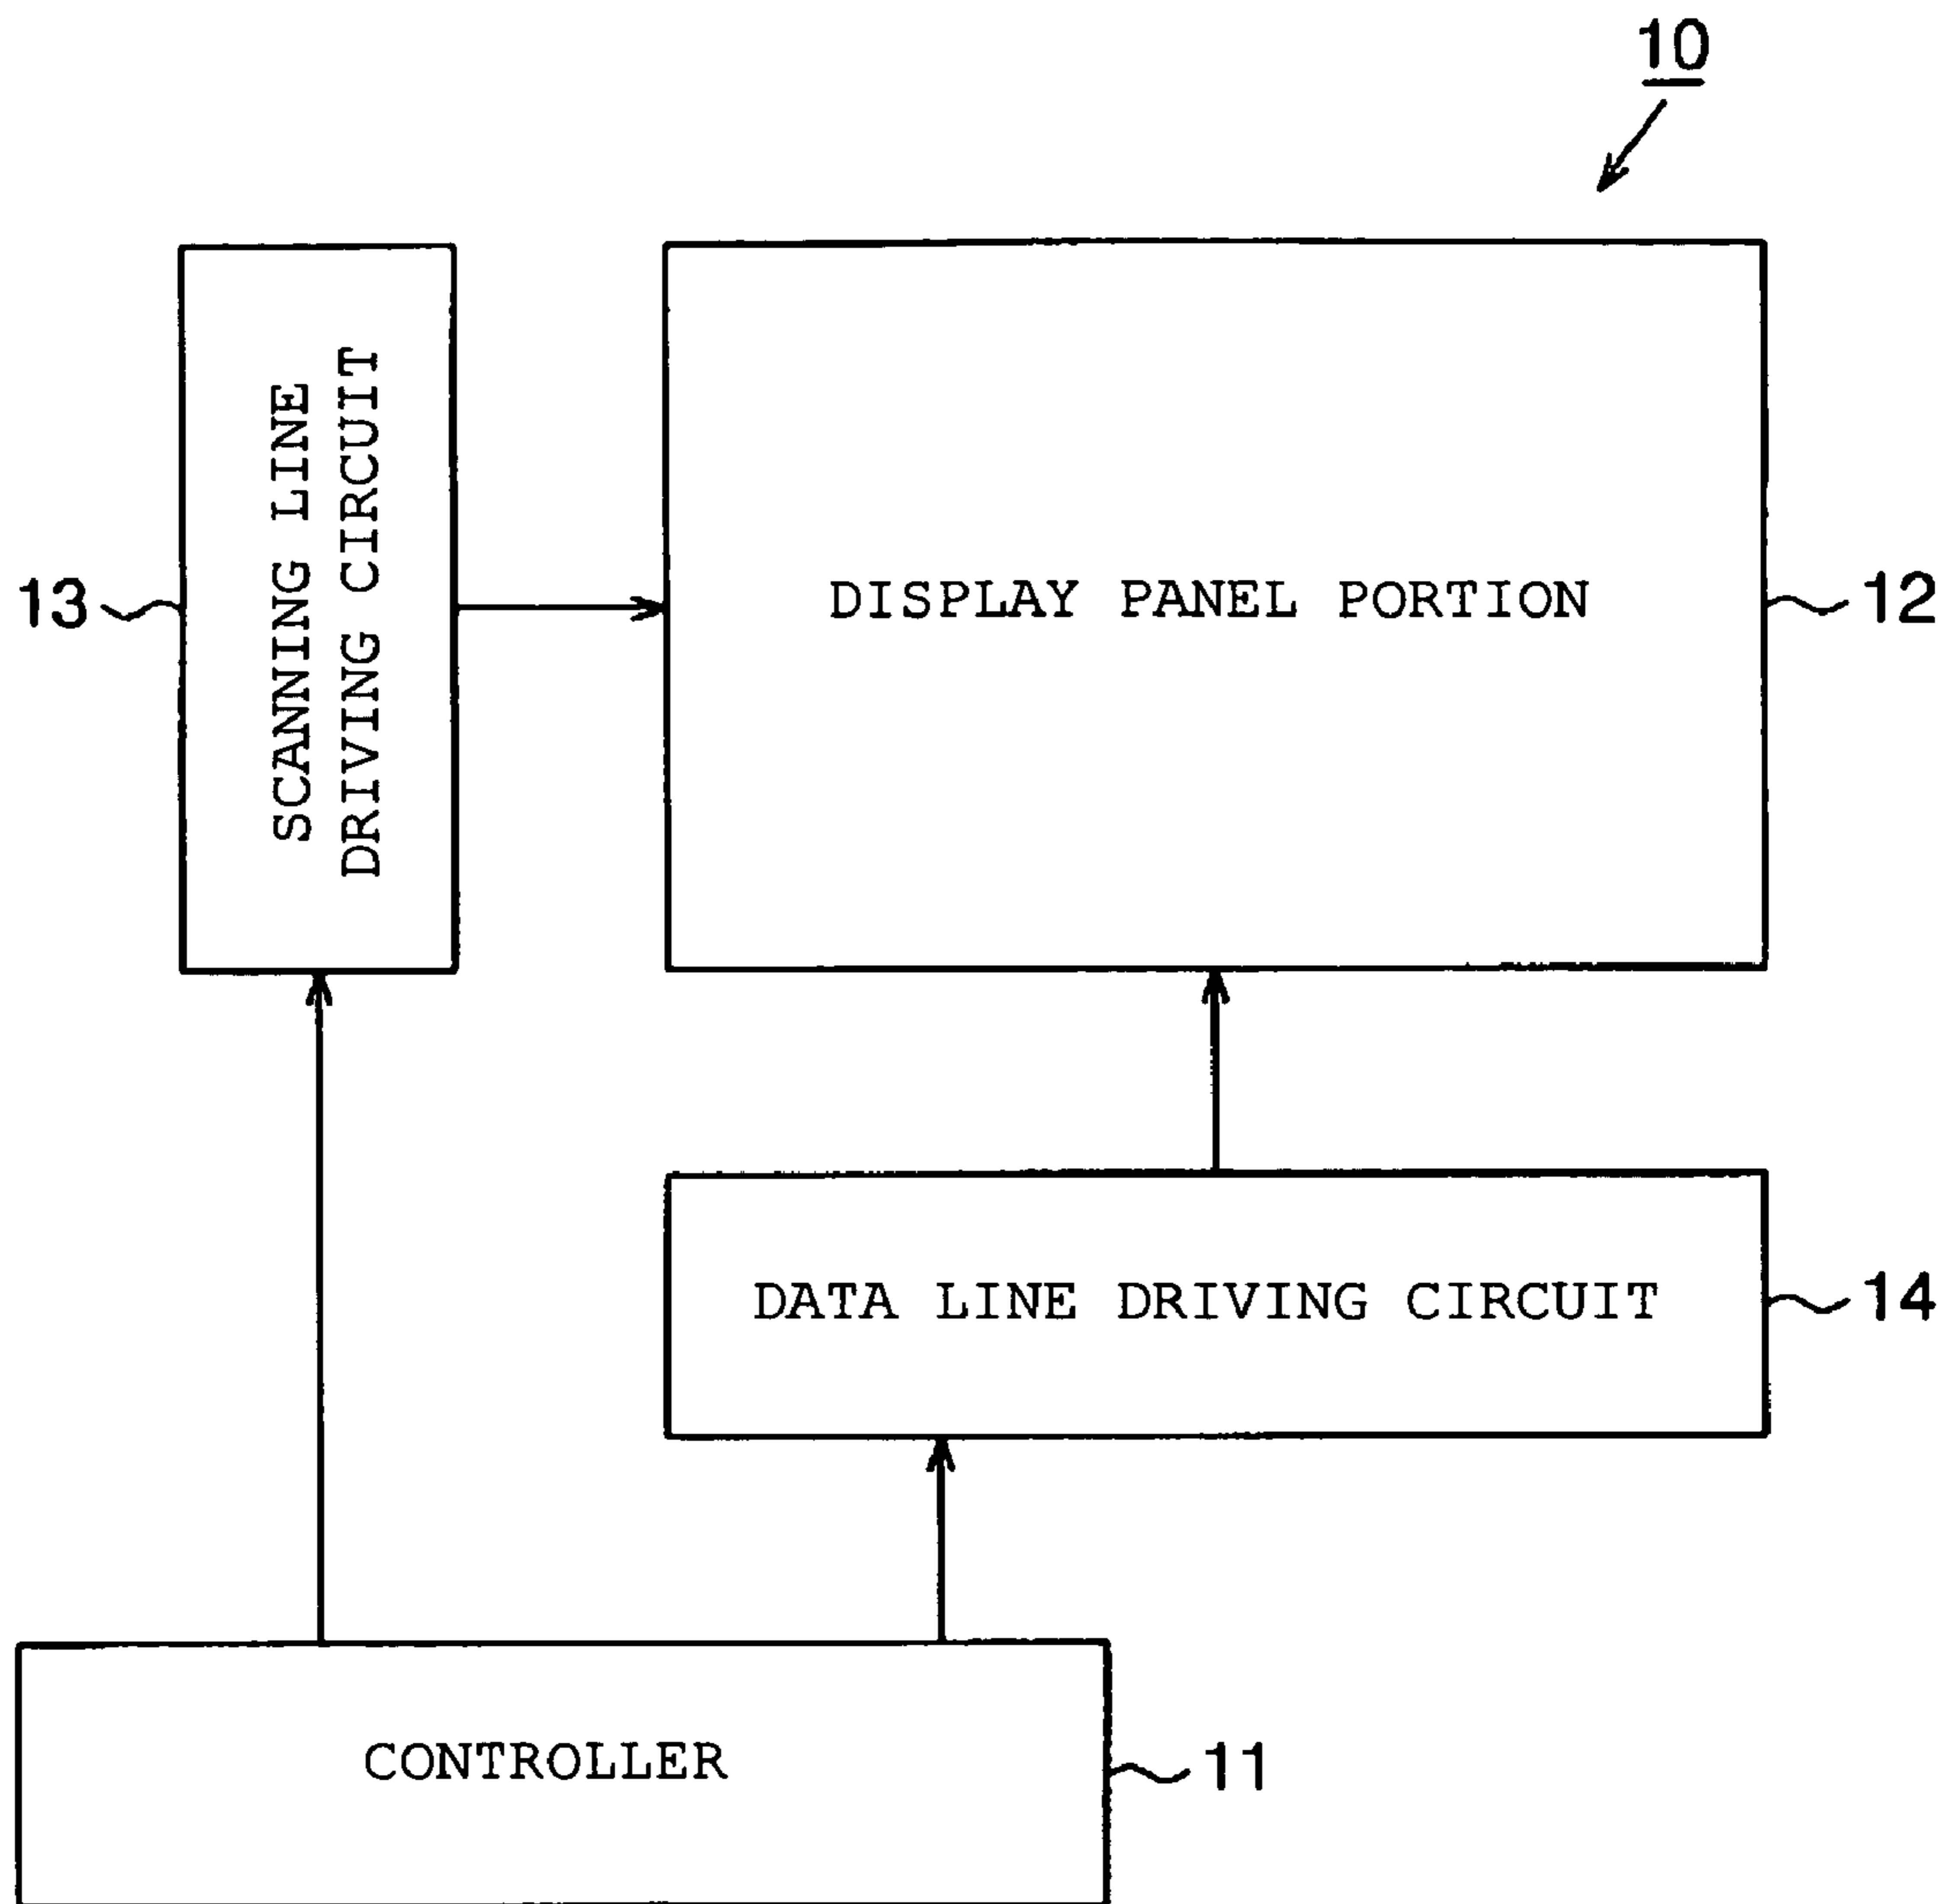 10
SCANNING LINE
DRIVING CIRCUIT
13
DISPLAY PANEL PORTION
12
DATA LINE DRIVING CIRCUIT
14
CONTROLLER
11